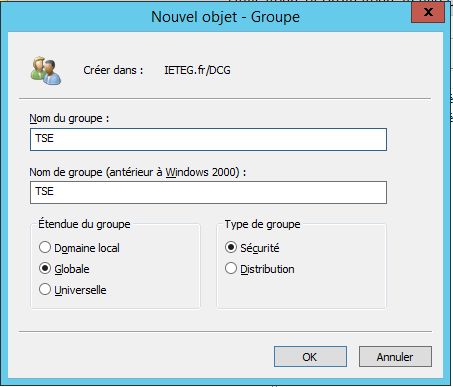 Nouvel objet - Groupe
x
Créer dans : IETEG.fr/DCG
Nom du groupe :
TSE
Nom de groupe (antérieur à Windows 2000) :
TSE
Étendue du groupe
Type de groupe
Domaine local
Sécurité
Globale
Distribution
Universelle
OK
Annuler